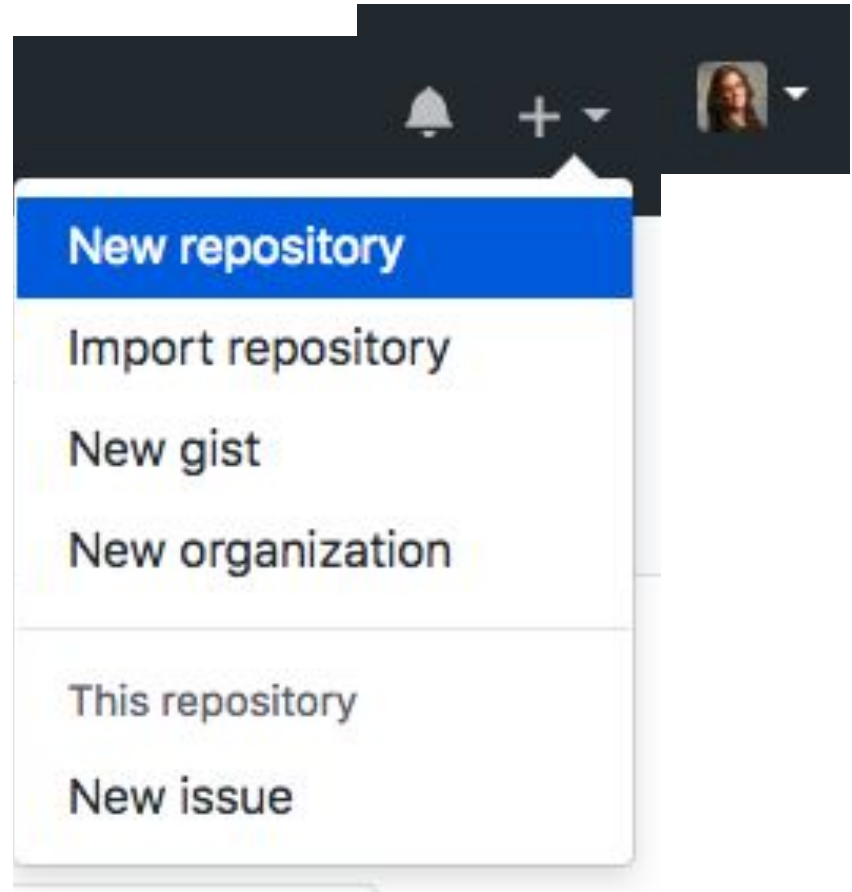 New repository
Import repository
New gist
New organization
This repository
New issue